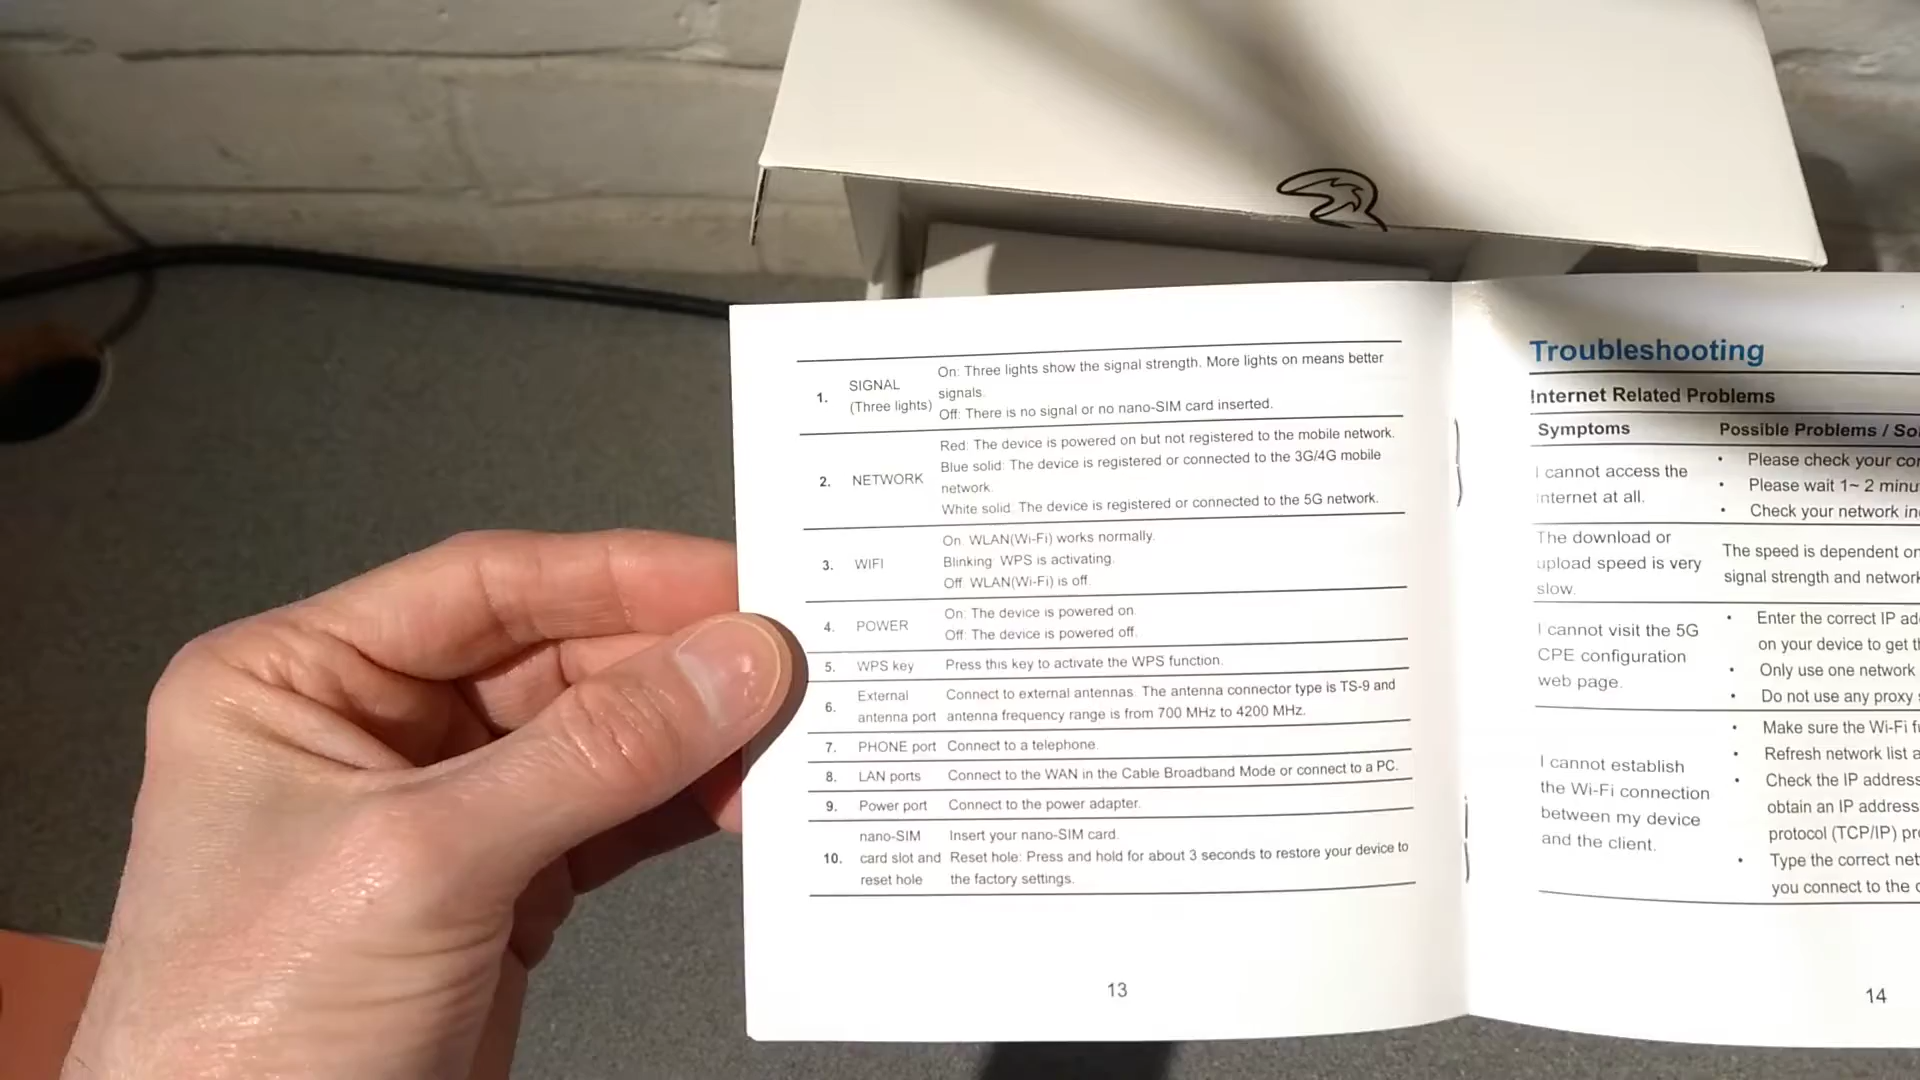 1. SIGNAL (Three lights) On: Three lights show the signal strength. More lights on means better
signals.
Off: There is no signal or no nano-SIM card inserted.
2. NETWORK Red: The device is powered on but not registered to the mobile network.
Blue solid: The device is registered or connected to the 3G/4G mobile
network.
White solid: The device is registered or connected to the 5G network.
3. WIFI On: WLAN(Wi-Fi) works normally.
Blinking: WPS is activating.
Off: WLAN(Wi-Fi) is off.
4. POWER On: The device is powered on.
Off: The device is powered off.
5. WPS key Press this key to activate the WPS function.
6. External antenna port Connect to external antennas. The antenna connector type is TS-9 and
antenna frequency range is from 700 MHz to 4200 MHz.
7. PHONE port Connect to a telephone.
8. LAN ports Connect to the WAN in the Cable Broadband Mode or connect to a PC.
9. Power port Connect to the power adapter.
10. nano-SIM card slot and reset hole Insert your nano-SIM card.
Reset hole: Press and hold for about 3 seconds to restore your device to
the factory settings.
13
Troubleshooting
Internet Related Problems
Symptoms Possible Problems /
I cannot access the
internet at all.
• Please check your
• Please wait 1~ 2
• Check your network
The download or
upload speed is very
slow.
The speed is dependent on
signal strength and network
I cannot visit the 5G
CPE configuration
web page.
• Enter the correct IP
on your device to get
• Only use one network
• Do not use any proxy
I cannot establish
the Wi-Fi connection
between my device
and the client.
• Make sure the Wi-Fi
• Refresh network list
• Check the IP address
obtain an IP address
protocol (TCP/IP)
• Type the correct
you connect to the
14